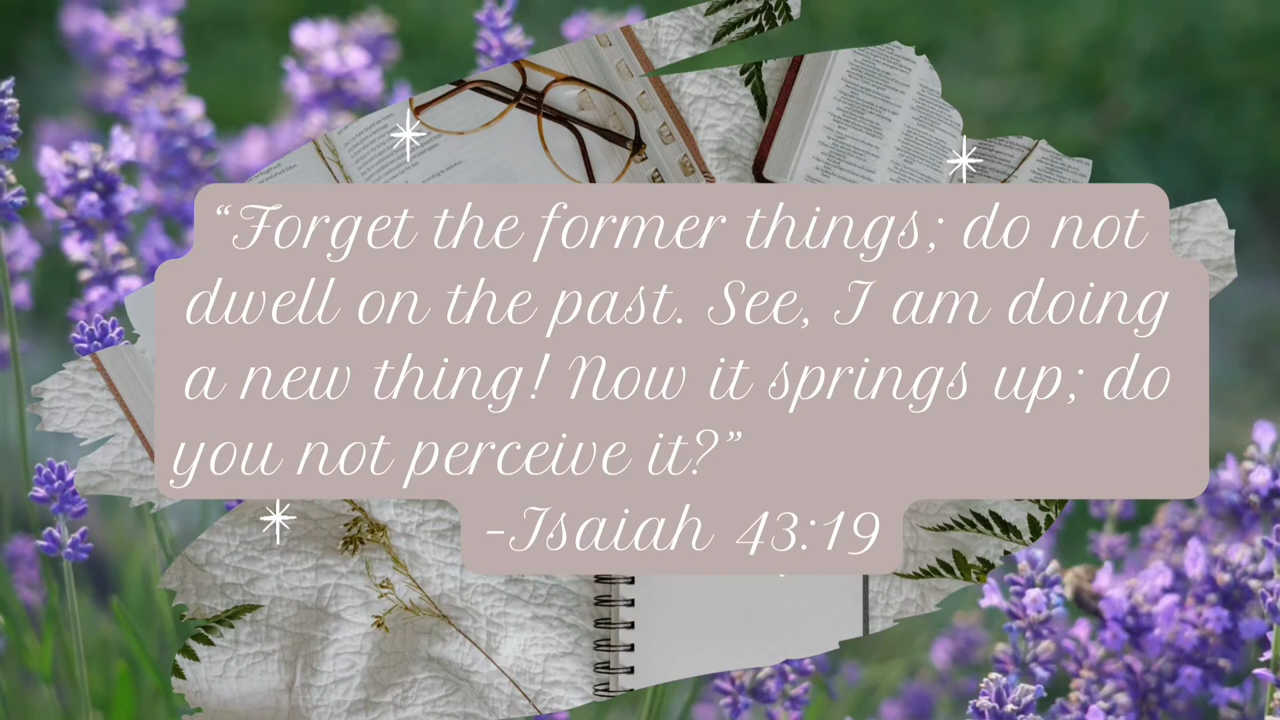 “Forget the former things; do not
dwell on the past. See, I am doing
a new thing! Now it springs up; do
you not perceive it?”
-Isaiah 43:19